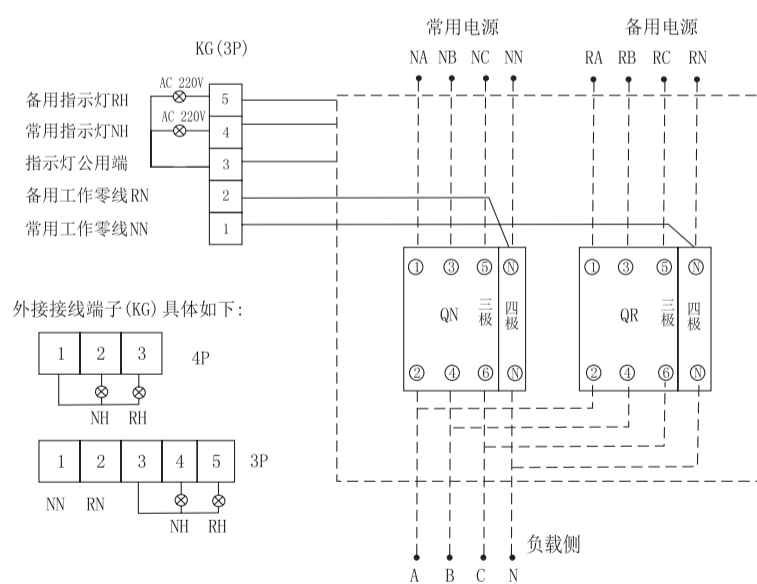 常用电源 备用电源
KG(3P)
NA NB NC NN RA RB RC RN
AC 220V
备用指示灯RH 5
AC 220V
常用指示灯NH 4
指示灯公用端 3
备用工作零线RN 2
常用工作零线NN 1
① ③ ⑤ Ⓝ ① ③ ⑤ Ⓝ
QN 三极 四极 QR 三极 四极
② ④ ⑥ Ⓝ ② ④ ⑥ Ⓝ
外接接线端子(KG)具体如下:
1 2 3 4P
NH RH
1 2 3 4 5 3P
NN RN NH RH
负载侧
A B C N